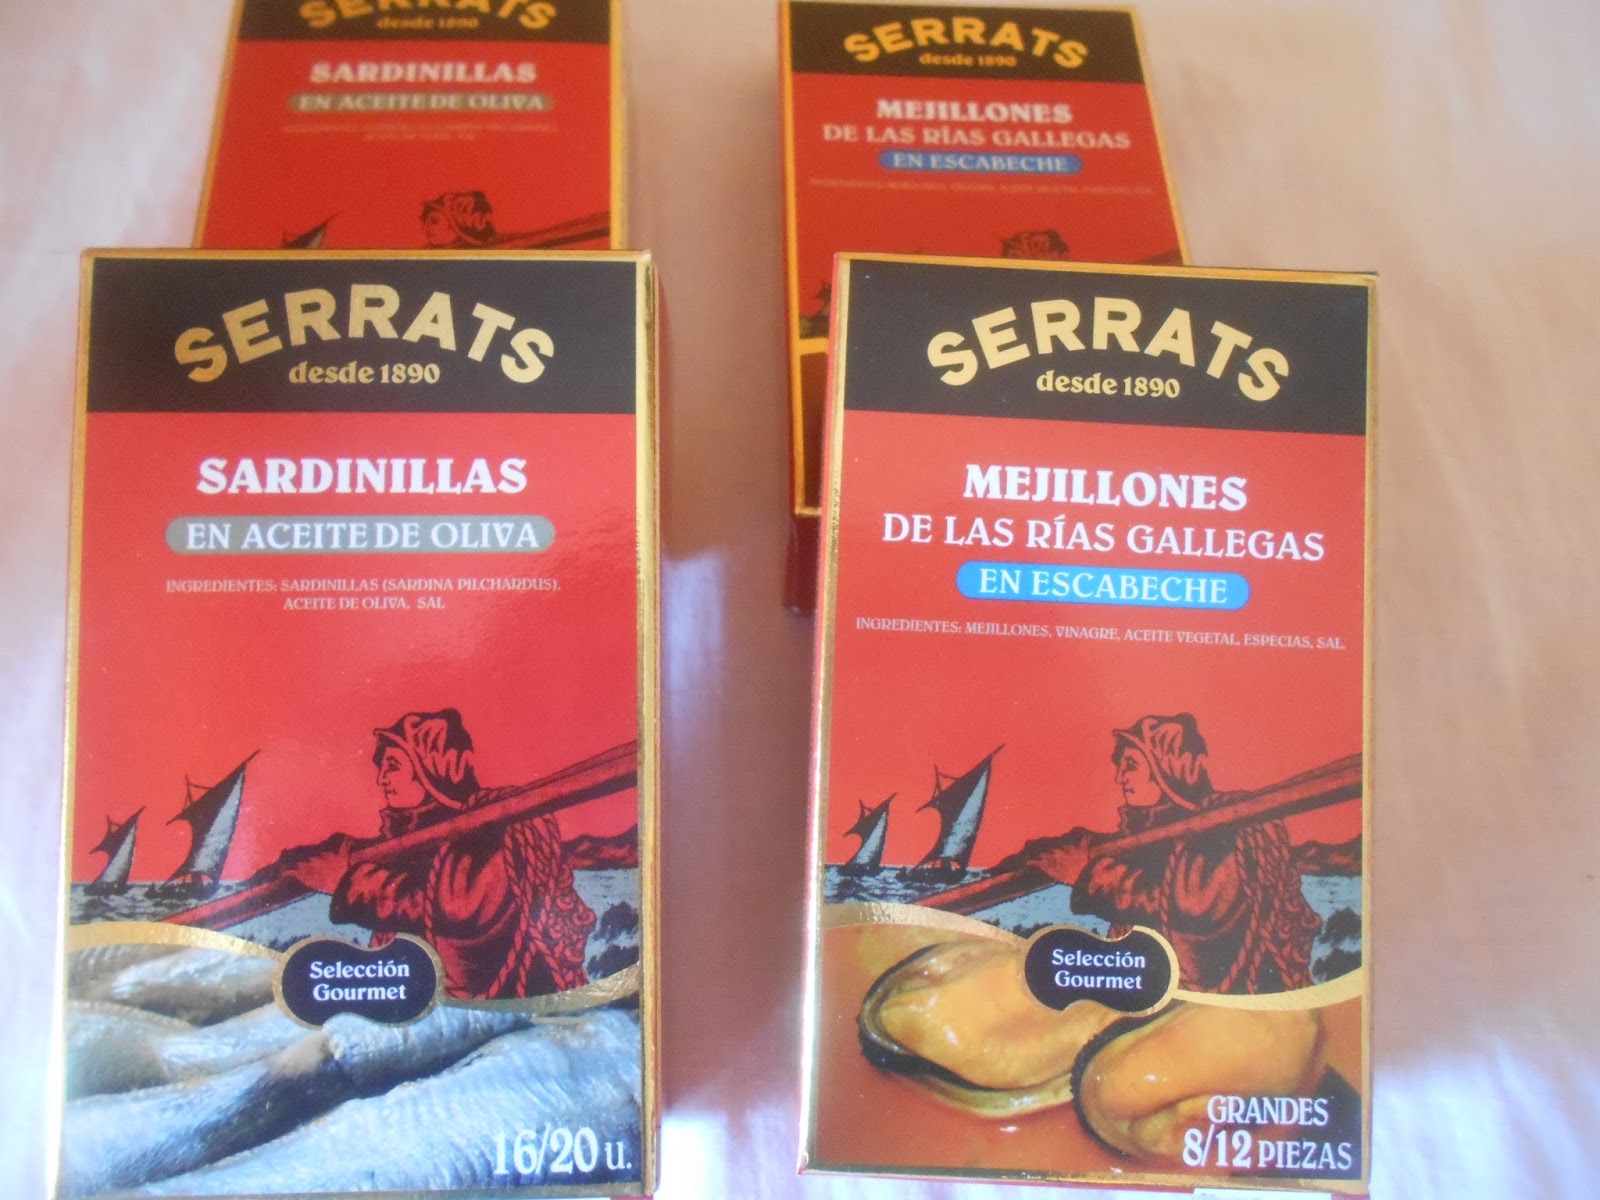 SERRATS
desde 1890
SARDINILLAS
EN ACEITE DE OLIVA
SERRATS
desde 1890
MEJILLONES
DE LAS RÍAS GALLEGAS
EN ESCABECHE
SERRATS
desde 1890
SARDINILLAS
EN ACEITE DE OLIVA
INGREDIENTES: SARDINILLAS (SARDINA PILCHARDUS),
ACEITE DE OLIVA, SAL
Selección
Gourmet
16/20 U.
SERRATS
desde 1890
MEJILLONES
DE LAS RÍAS GALLEGAS
EN ESCABECHE
INGREDIENTES: MEJILLONES, VINAGRE, ACEITE VEGETAL, ESPECIAS, SAL
Selección
Gourmet
GRANDES
8/12 PIEZAS